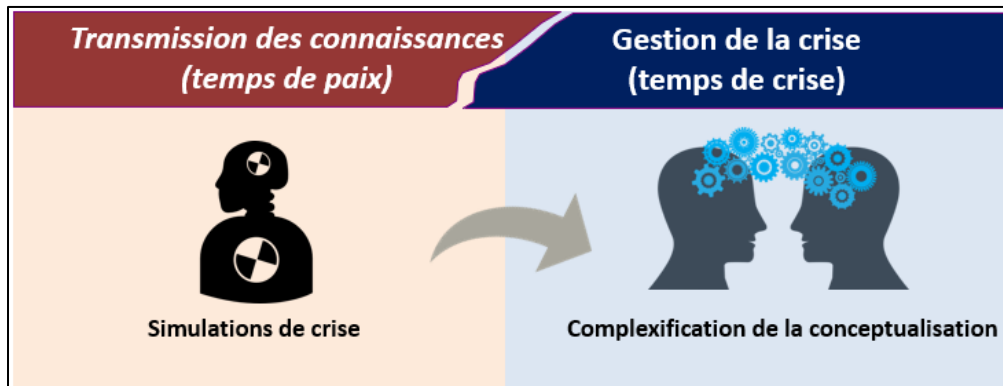 Transmission des connaissances
(temps de paix)
Gestion de la crise
(temps de crise)
Simulations de crise
Complexification de la conceptualisation